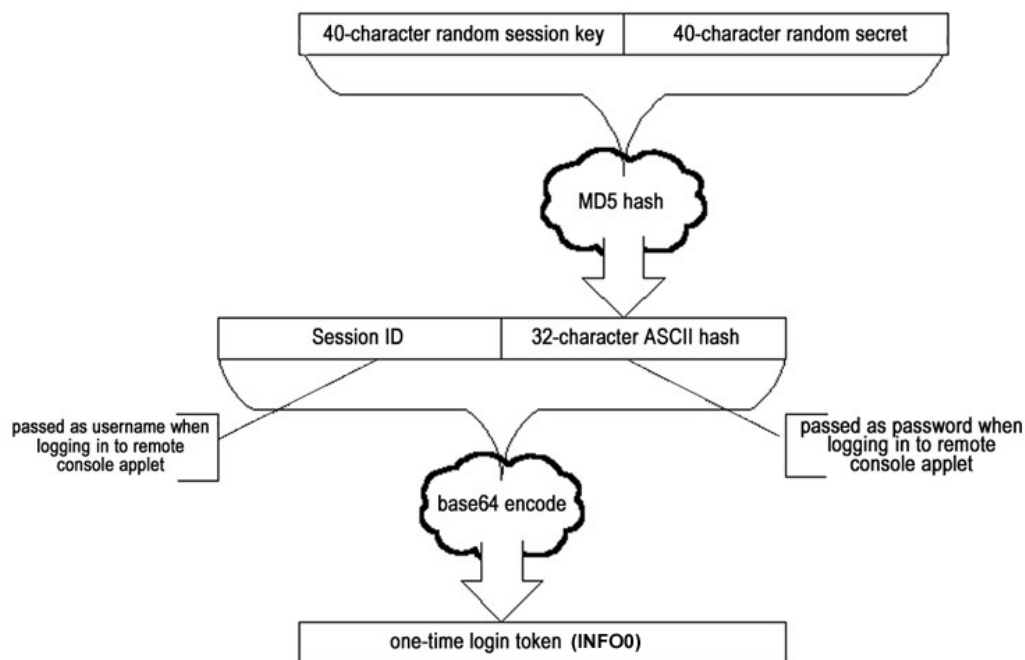 40-character random session key
40-character random secret
MD5 hash
Session ID
32-character ASCII hash
passed as username when
logging in to remote
console applet
passed as password when
logging in to remote
console applet
base64 encode
one-time login token (INFO0)